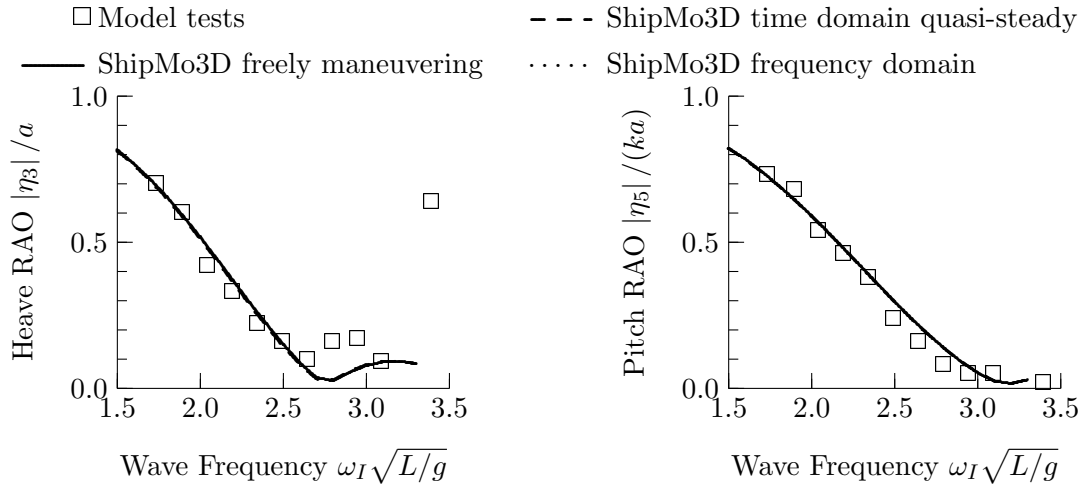 Model tests
ShipMo3D time domain quasi-steady
ShipMo3D freely maneuvering
ShipMo3D frequency domain
Heave RAO |η₃|/a
1.0
0.5
0.0
1.5 2.0 2.5 3.0 3.5
Wave Frequency ω_I√L/g
Pitch RAO |η₅|/(ka)
1.0
0.5
0.0
1.5 2.0 2.5 3.0 3.5
Wave Frequency ω_I√L/g